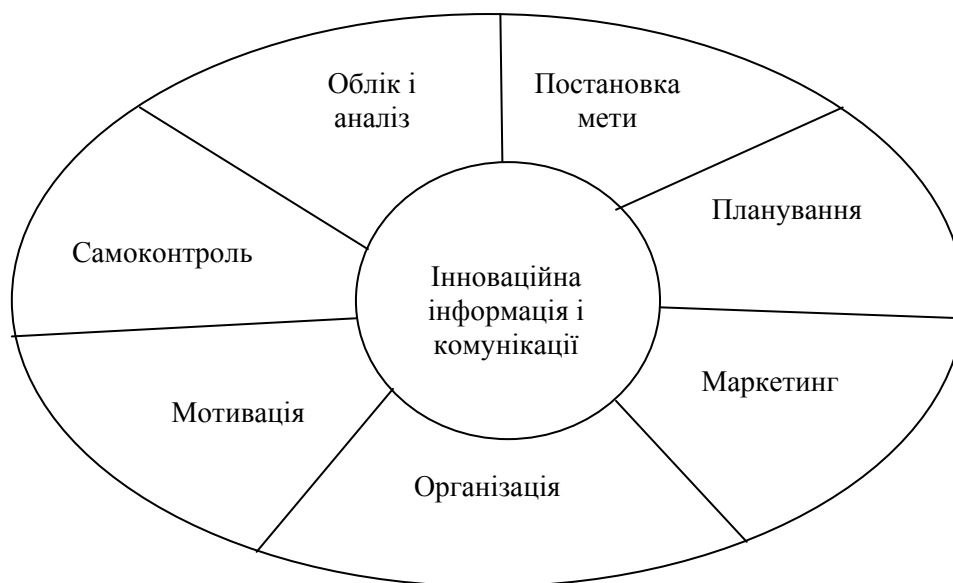 Облік і
аналіз
Постановка
мети
Планування
Самоконтроль
Інноваційна
інформація і
комунікації
Маркетинг
Мотивація
Організація